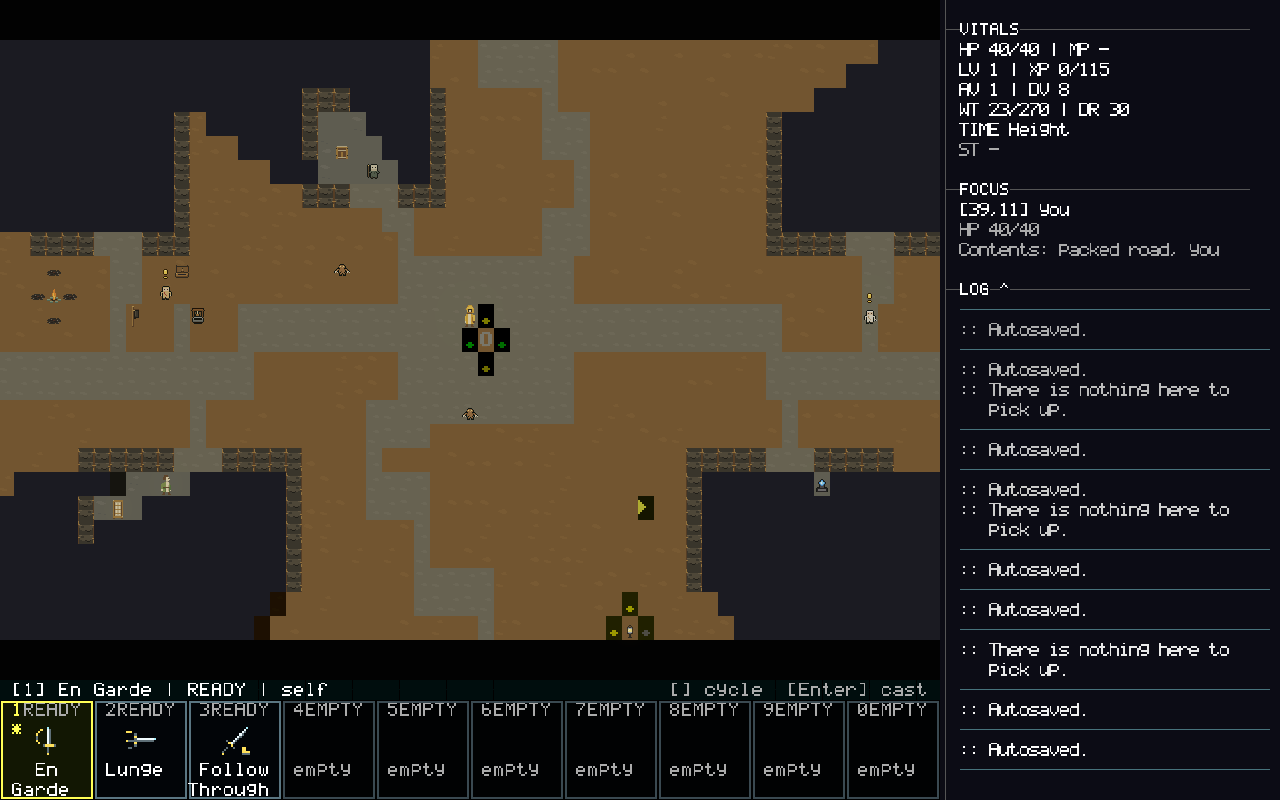 VITALS
HP 40/40 | MP -
LV 1 | XP 0/115
AV 1 | DV 8
WT 23/270 | DR 30
TIME Height
ST -
FOCUS
[39,11] You
HP 40/40
Contents: Packed road, You
LOG ^
:: Autosaved.
:: Autosaved.
:: There is nothing here to
Pick up.
:: Autosaved.
:: Autosaved.
:: There is nothing here to
Pick up.
:: Autosaved.
:: Autosaved.
:: There is nothing here to
Pick up.
:: Autosaved.
:: Autosaved.
[1] En Garde | READY | self
[] cycle [Enter] cast
1READY 2READY 3READY 4EMPTY 5EMPTY 6EMPTY 7EMPTY 8EMPTY 9EMPTY 0EMPTY
*
En Lunge Follow empty empty empty empty empty empty empty
Garde Through